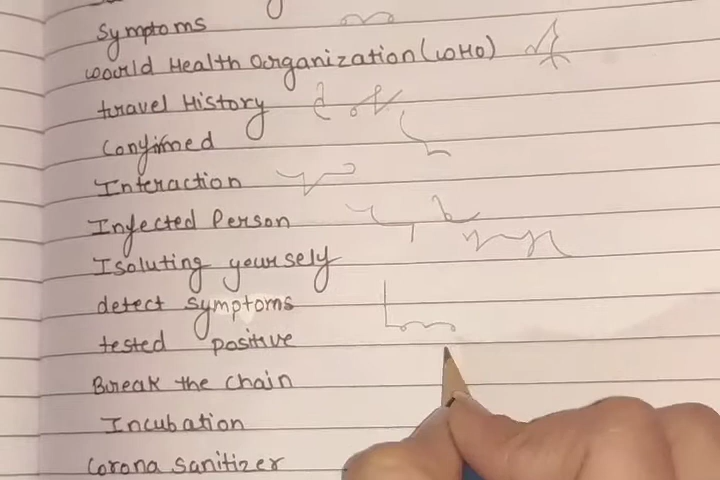 Symptoms
World Health Organization (WHO)
travel History
Confirmed
Interaction
Infected Person
Isoluting yoursely
detect symptoms
tested positive
Break the chain
Incubation
Corona sanitizer